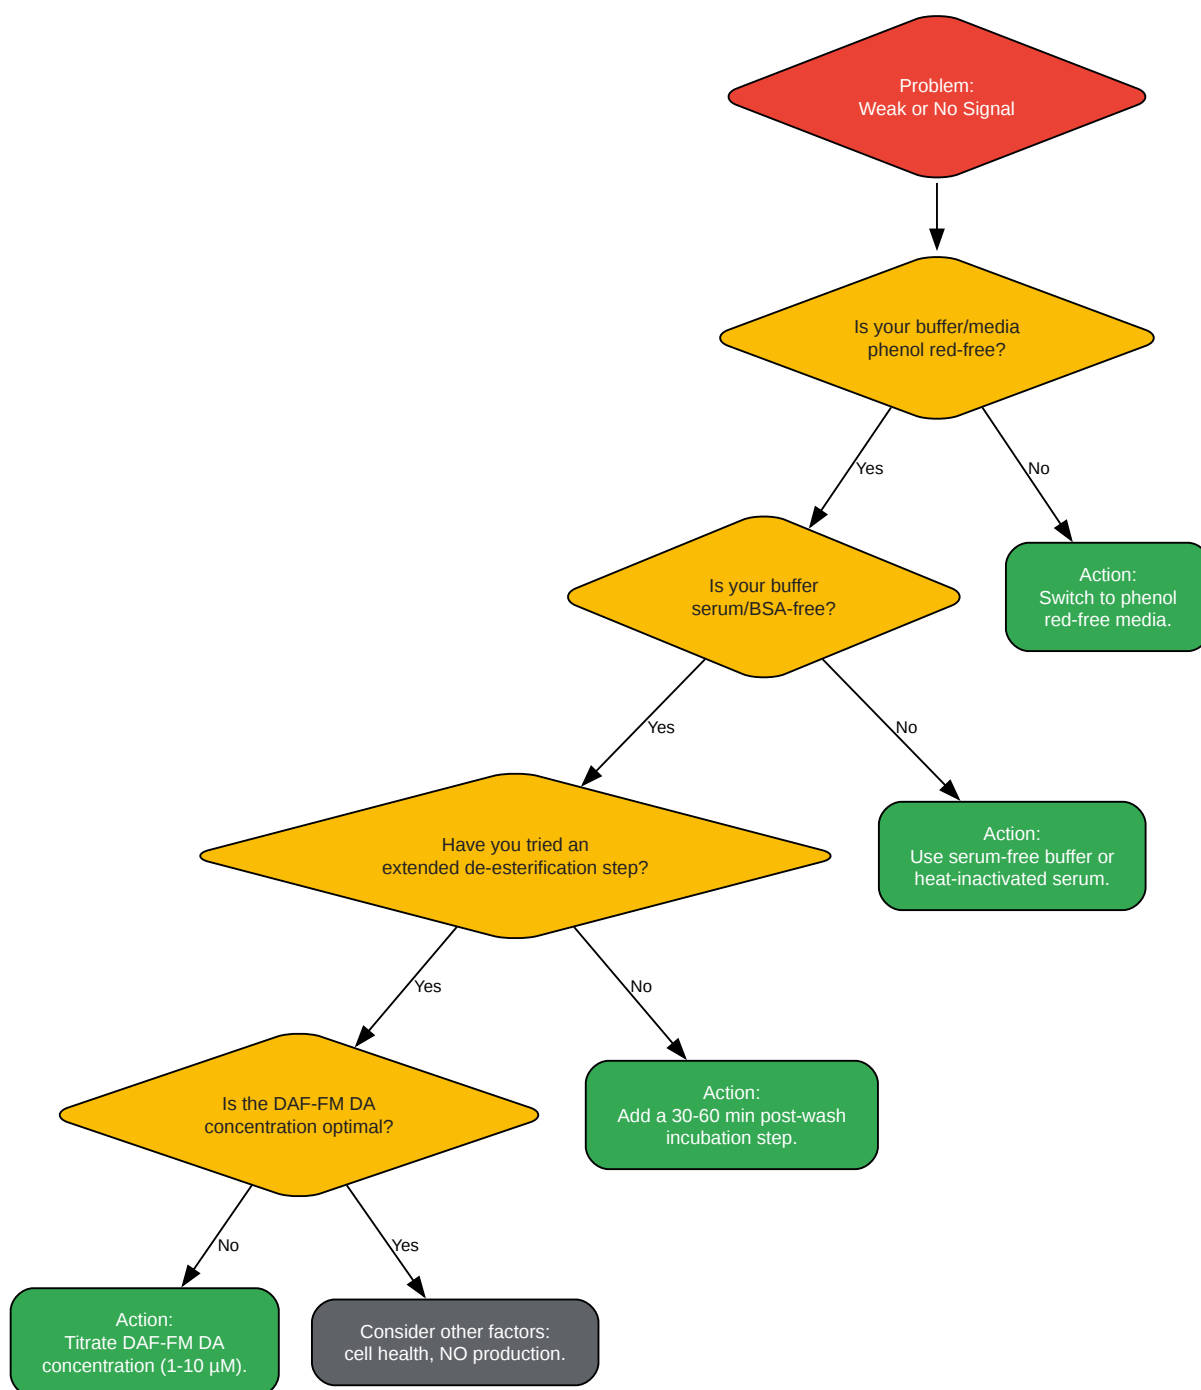 Problem:
Weak or No Signal
Is your buffer/media
phenol red-free?
Yes
No
Is your buffer
serum/BSA-free?
Action:
Switch to phenol
red-free media.
Yes
No
Have you tried an
extended de-esterification step?
Action:
Use serum-free buffer or
heat-inactivated serum.
Yes
No
Is the DAF-FM DA
concentration optimal?
Action:
Add a 30-60 min post-wash
incubation step.
No
Yes
Action:
Titrate DAF-FM DA
concentration (1-10 µM).
Consider other factors:
cell health, NO production.